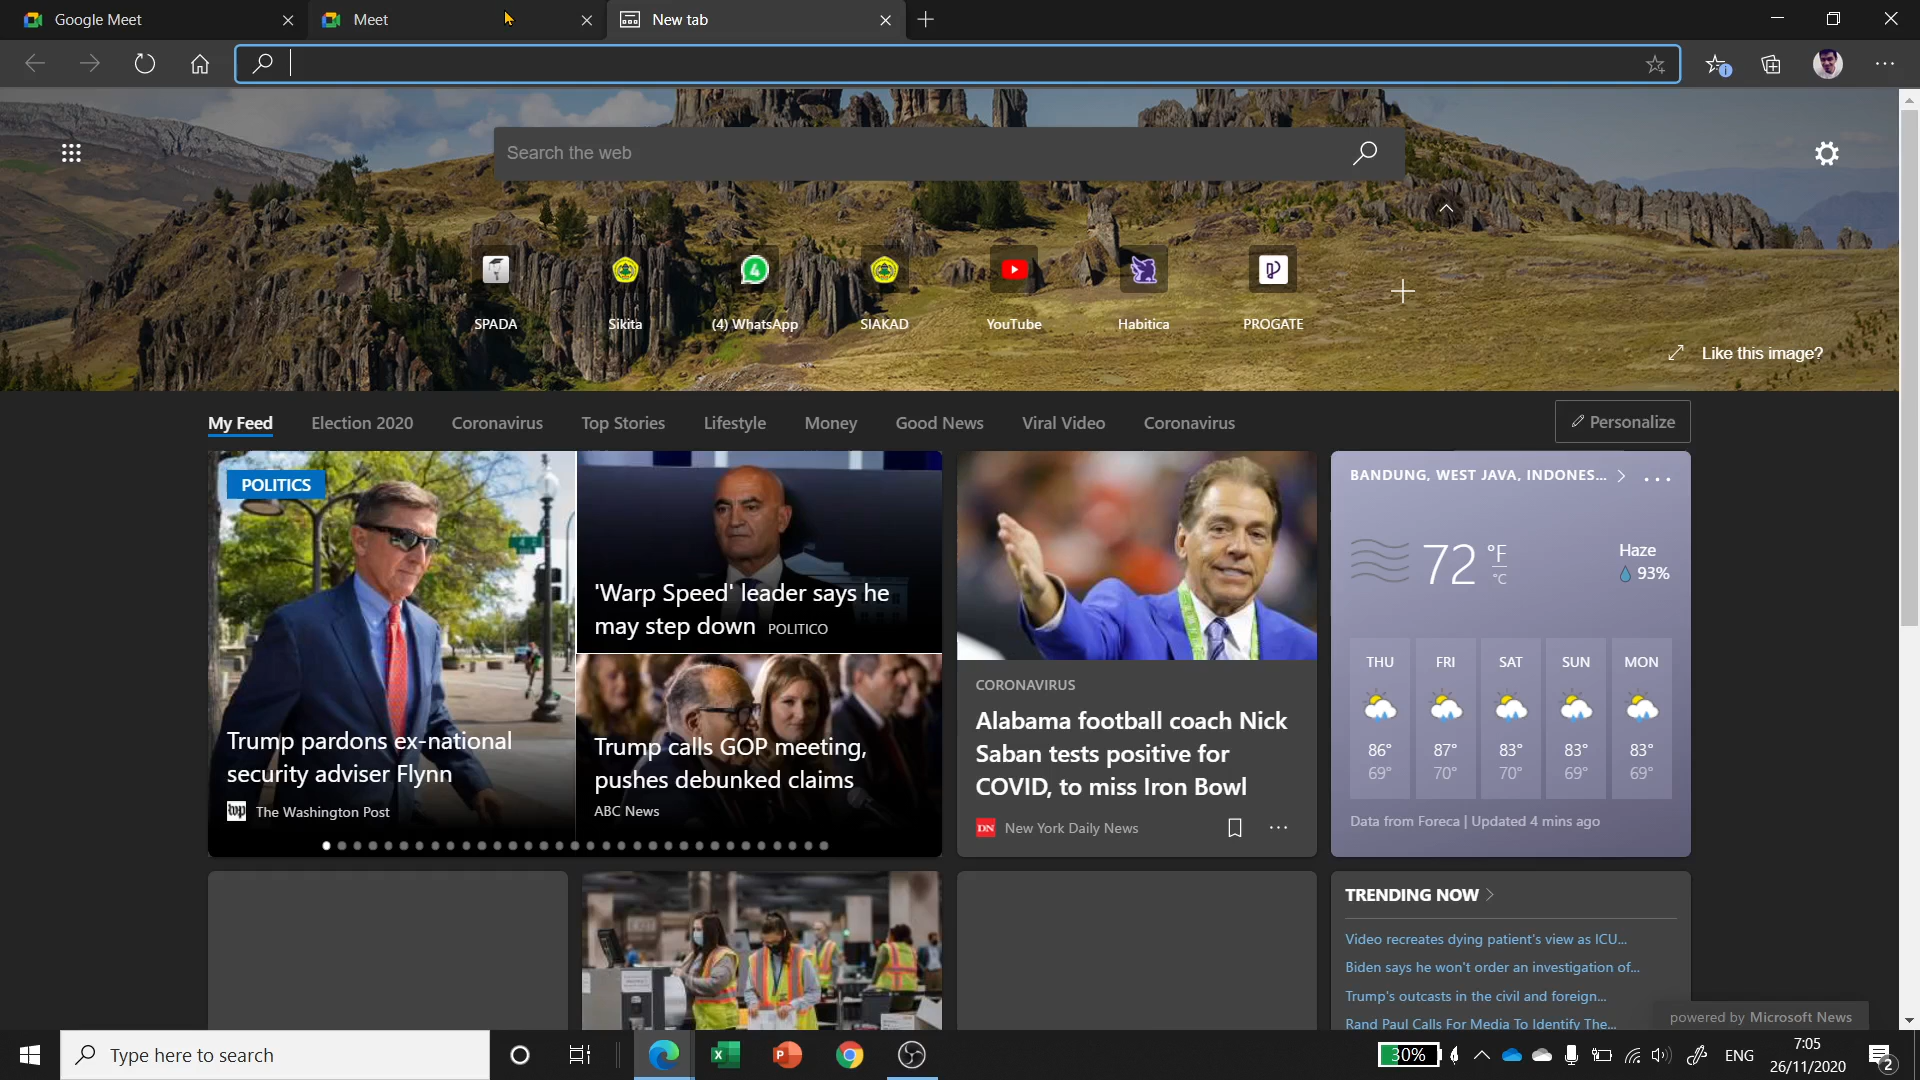 Google Meet
Meet
New tab
Search the web
SPADA
Sikita
4
(4) WhatsApp
SIAKAD
YouTube
Habitica
PROGATE
Like this image?
My Feed
Election 2020
Coronavirus
Top Stories
Lifestyle
Money
Good News
Viral Video
Coronavirus
Personalize
POLITICS
Trump pardons ex-national
security adviser Flynn
wp The Washington Post
'Warp Speed' leader says he
may step down POLITICO
Trump calls GOP meeting,
pushes debunked claims
ABC News
CORONAVIRUS
Alabama football coach Nick
Saban tests positive for
COVID, to miss Iron Bowl
DN New York Daily News
BANDUNG, WEST JAVA, INDONES...
72 °F
°C
Haze
93%
THU FRI SAT SUN MON
86° 87° 83° 83° 83°
69° 70° 70° 69° 69°
Data from Foreca | Updated 4 mins ago
TRENDING NOW
Video recreates dying patient's view as ICU...
Biden says he won't order an investigation of...
Trump's outcasts in the civil and foreign...
Rand Paul Calls For Media To Identify The...
powered by Microsoft News
Type here to search
30%
ENG
7:05
26/11/2020
2